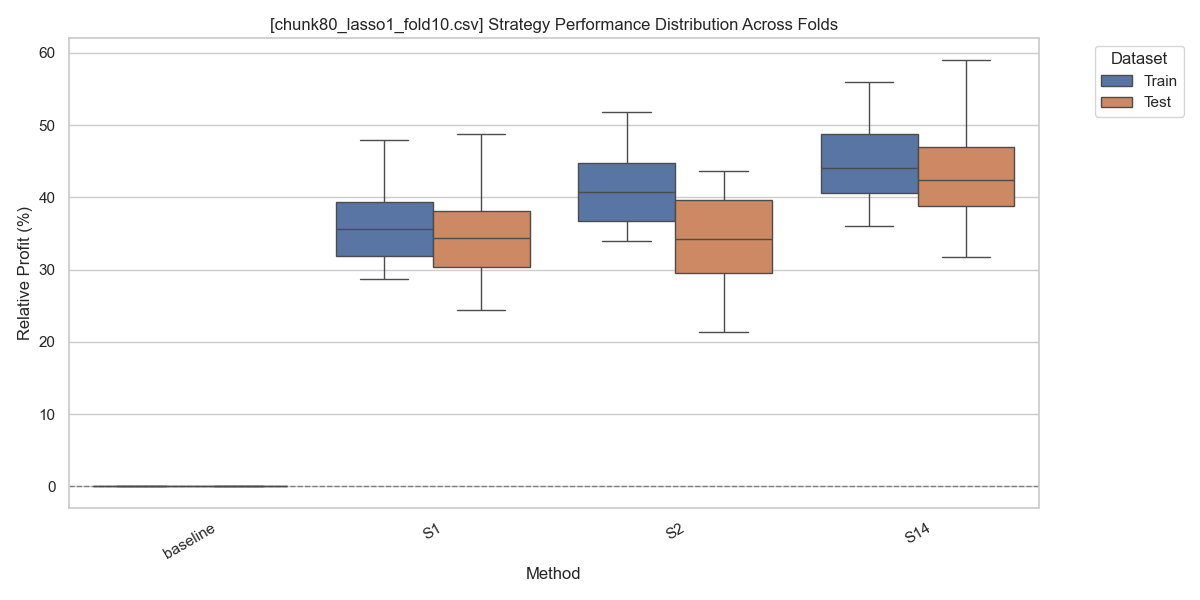 [chunk80_lasso1_fold10.csv] Strategy Performance Distribution Across Folds
Relative Profit (%)
60
50
40
30
20
10
0
baseline
S1
S2
S14
Method
Dataset
Train
Test